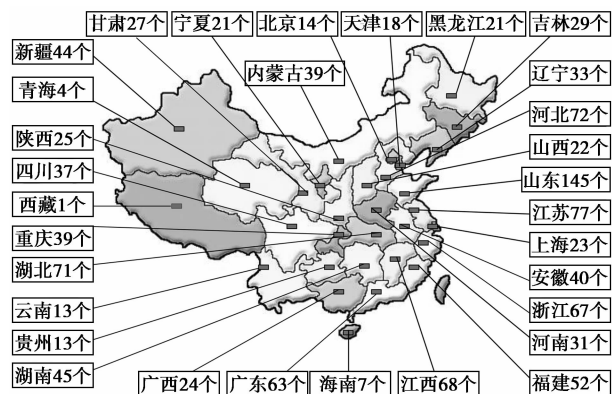 甘肃27个
宁夏21个
北京14个
天津18个
黑龙江21个
吉林29个
新疆44个
内蒙古39个
辽宁33个
青海4个
河北72个
陕西25个
山西22个
四川37个
山东145个
西藏1个
江苏77个
重庆39个
上海23个
湖北71个
安徽40个
云南13个
浙江67个
贵州13个
河南31个
湖南45个
广西24个
广东63个
海南7个
江西68个
福建52个